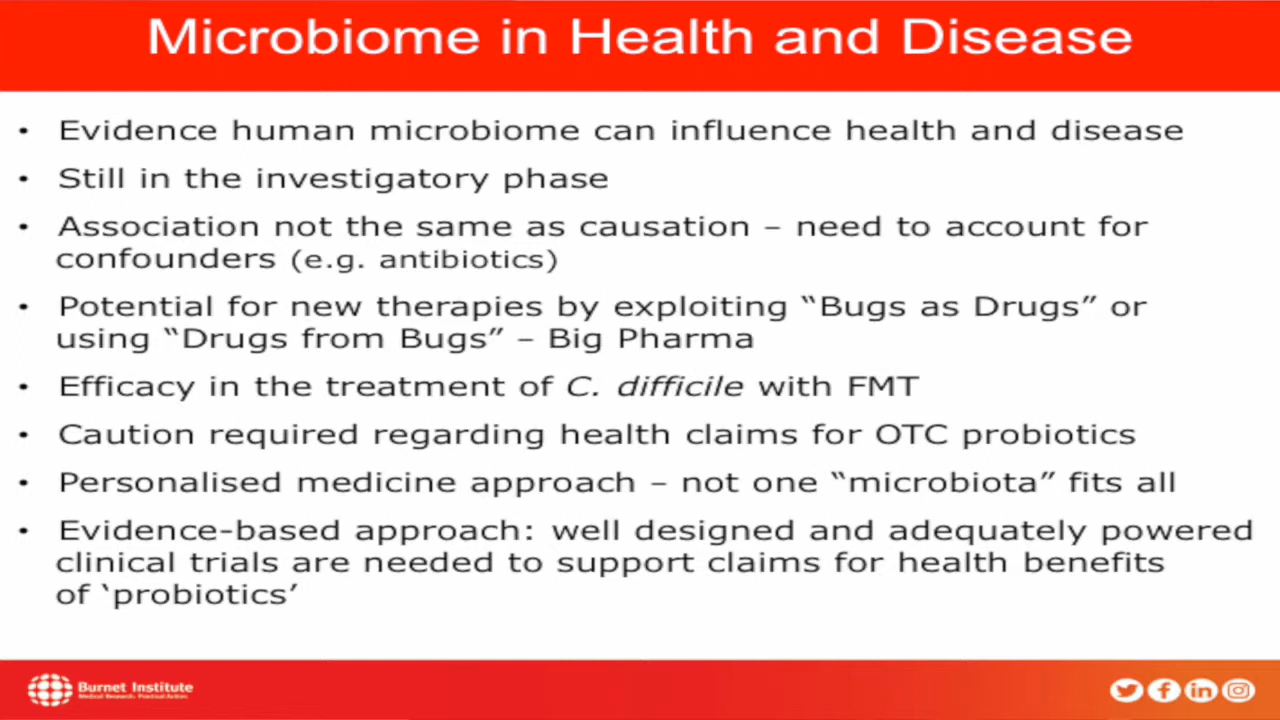 Microbiome in Health and Disease
• Evidence human microbiome can influence health and disease
• Still in the investigatory phase
• Association not the same as causation – need to account for
confounders (e.g. antibiotics)
• Potential for new therapies by exploiting “Bugs as Drugs” or
using “Drugs from Bugs” – Big Pharma
• Efficacy in the treatment of C. difficile with FMT
• Caution required regarding health claims for OTC probiotics
• Personalised medicine approach – not one “microbiota” fits all
• Evidence-based approach: well designed and adequately powered
clinical trials are needed to support claims for health benefits
of ‘probiotics’
Burnet Institute
Medical Research. Practical Action.